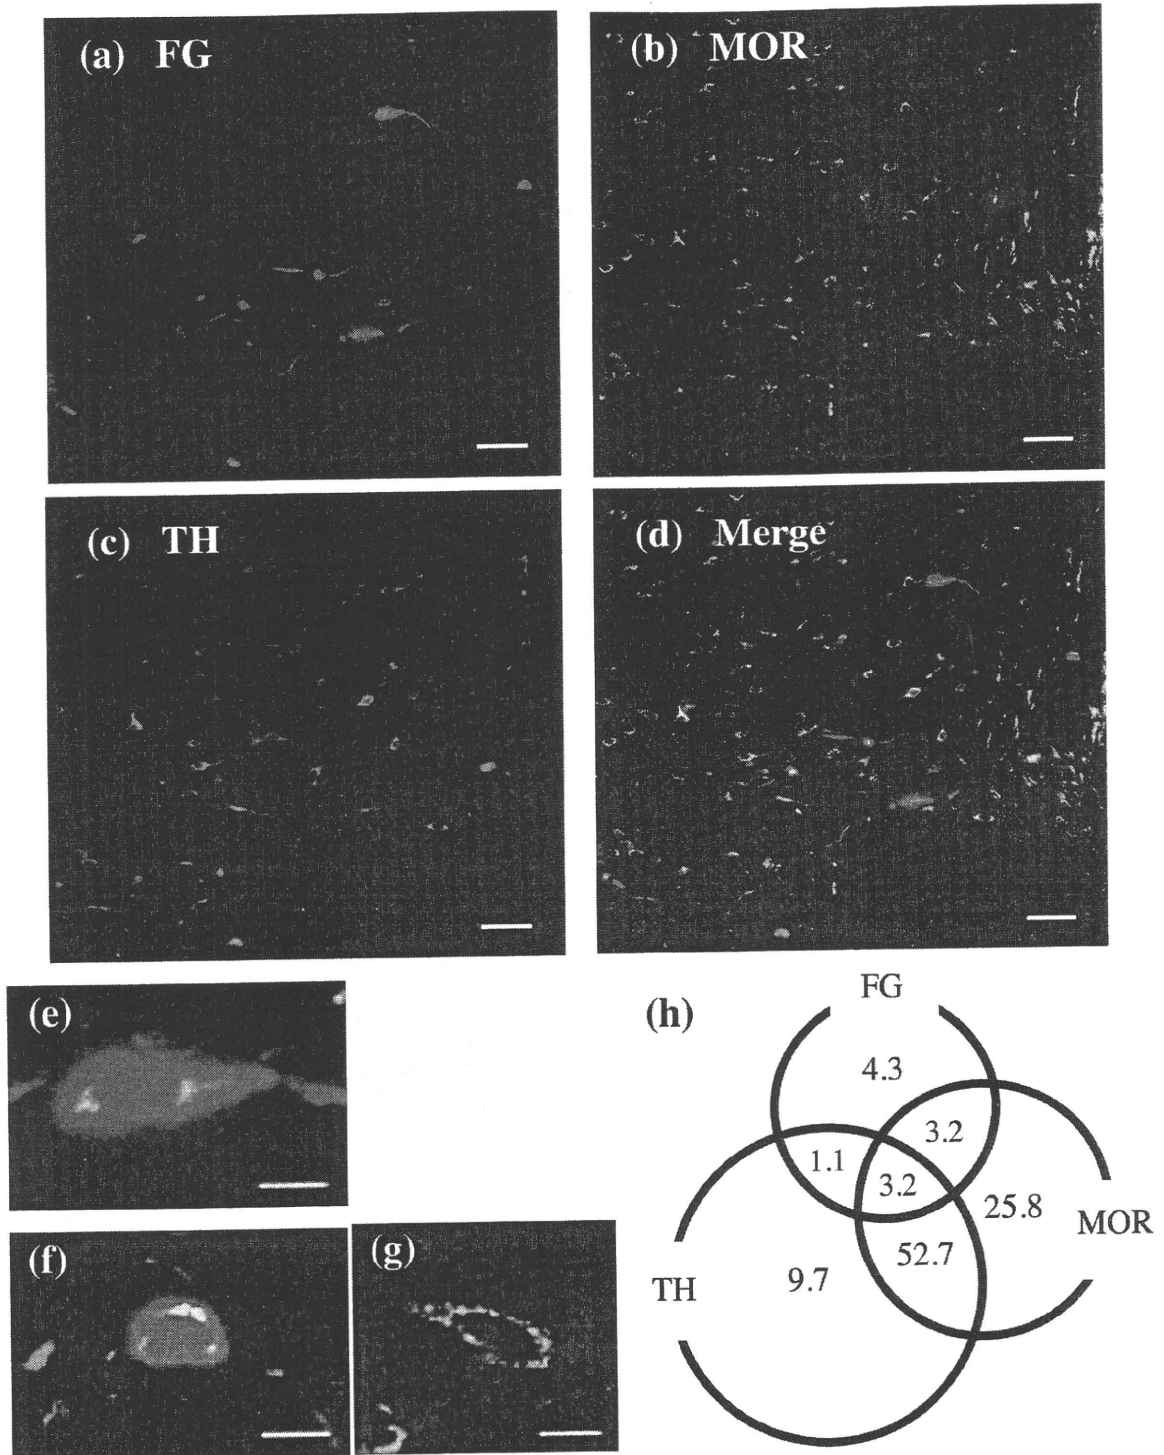 (a) FG
(b) MOR
(c) TH
(d) Merge
(e)
(f)
(g)
(h)
FG
4.3
3.2
1.1
3.2
25.8
MOR
52.7
9.7
TH